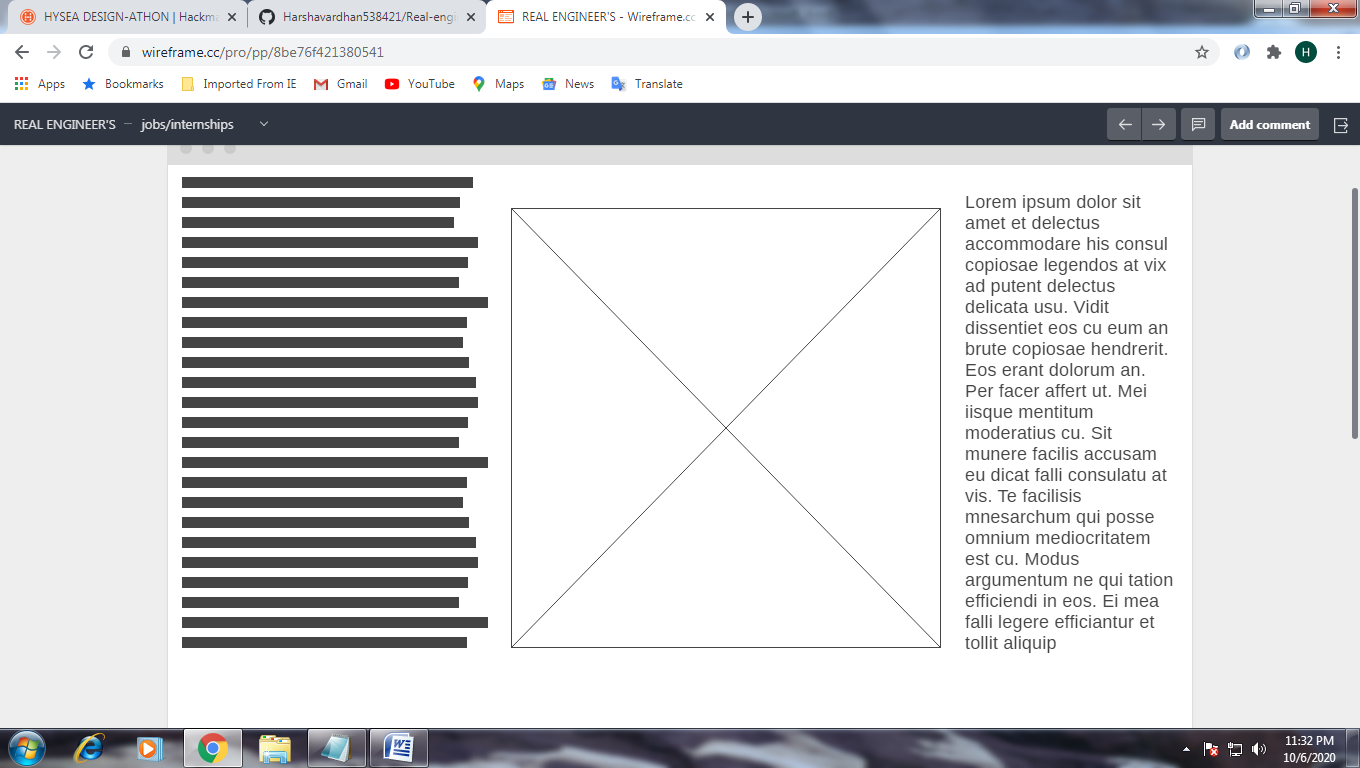 HYSEA DESIGN-ATHON | Hackma
Harshavardhan538421/Real-engi
REAL ENGINEER'S - Wireframe.cc
wireframe.cc/pro/pp/8be76f421380541
H
Apps
Bookmarks
Imported From IE
Gmail
YouTube
Maps
News
Translate
REAL ENGINEER'S – jobs/internships
Add comment
Lorem ipsum dolor sit
amet et delectus
accommodare his consul
copiosae legendos at vix
ad putent delectus
delicata usu. Vidit
dissentiet eos cu eum an
brute copiosae hendrerit.
Eos erant dolorum an.
Per facer affert ut. Mei
iisque mentitum
moderatius cu. Sit
munere facilis accusam
eu dicat falli consulatu at
vis. Te facilisis
mnesarchum qui posse
omnium mediocritatem
est cu. Modus
argumentum ne qui tation
efficiendi in eos. Ei mea
falli legere efficiantur et
tollit aliquip
11:32 PM
10/6/2020